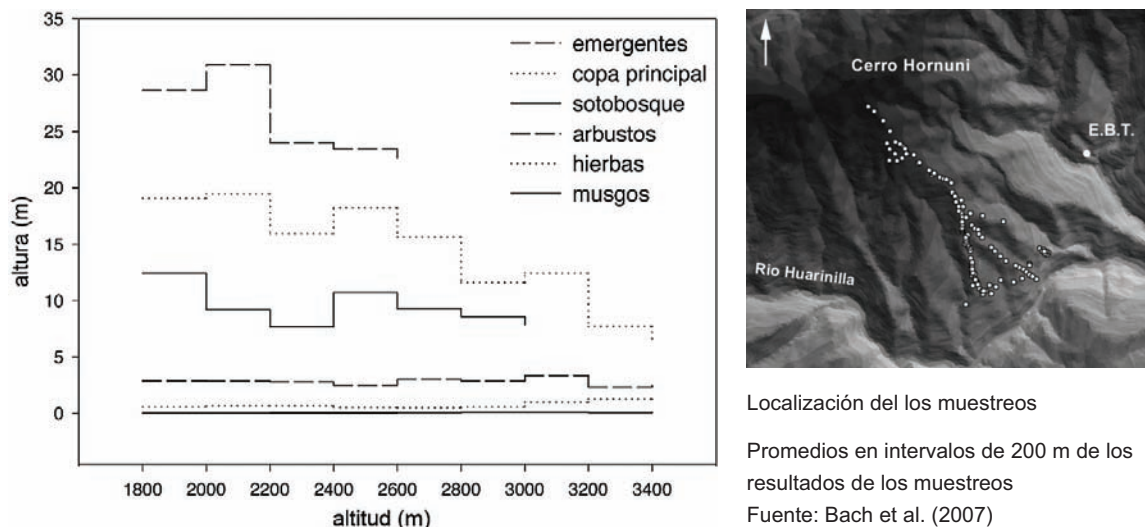 35
30
25
20
15
10
5
0
altura (m)
emergentes
copa principal
sotobosque
arbustos
hierbas
musgos
1800 2000 2200 2400 2600 2800 3000 3200 3400
altitud (m)
Cerro Hornuni
E.B.T.
Rio Huarinilla
Localización del los muestreos
Promedios en intervalos de 200 m de los
resultados de los muestreos
Fuente: Bach et al. (2007)